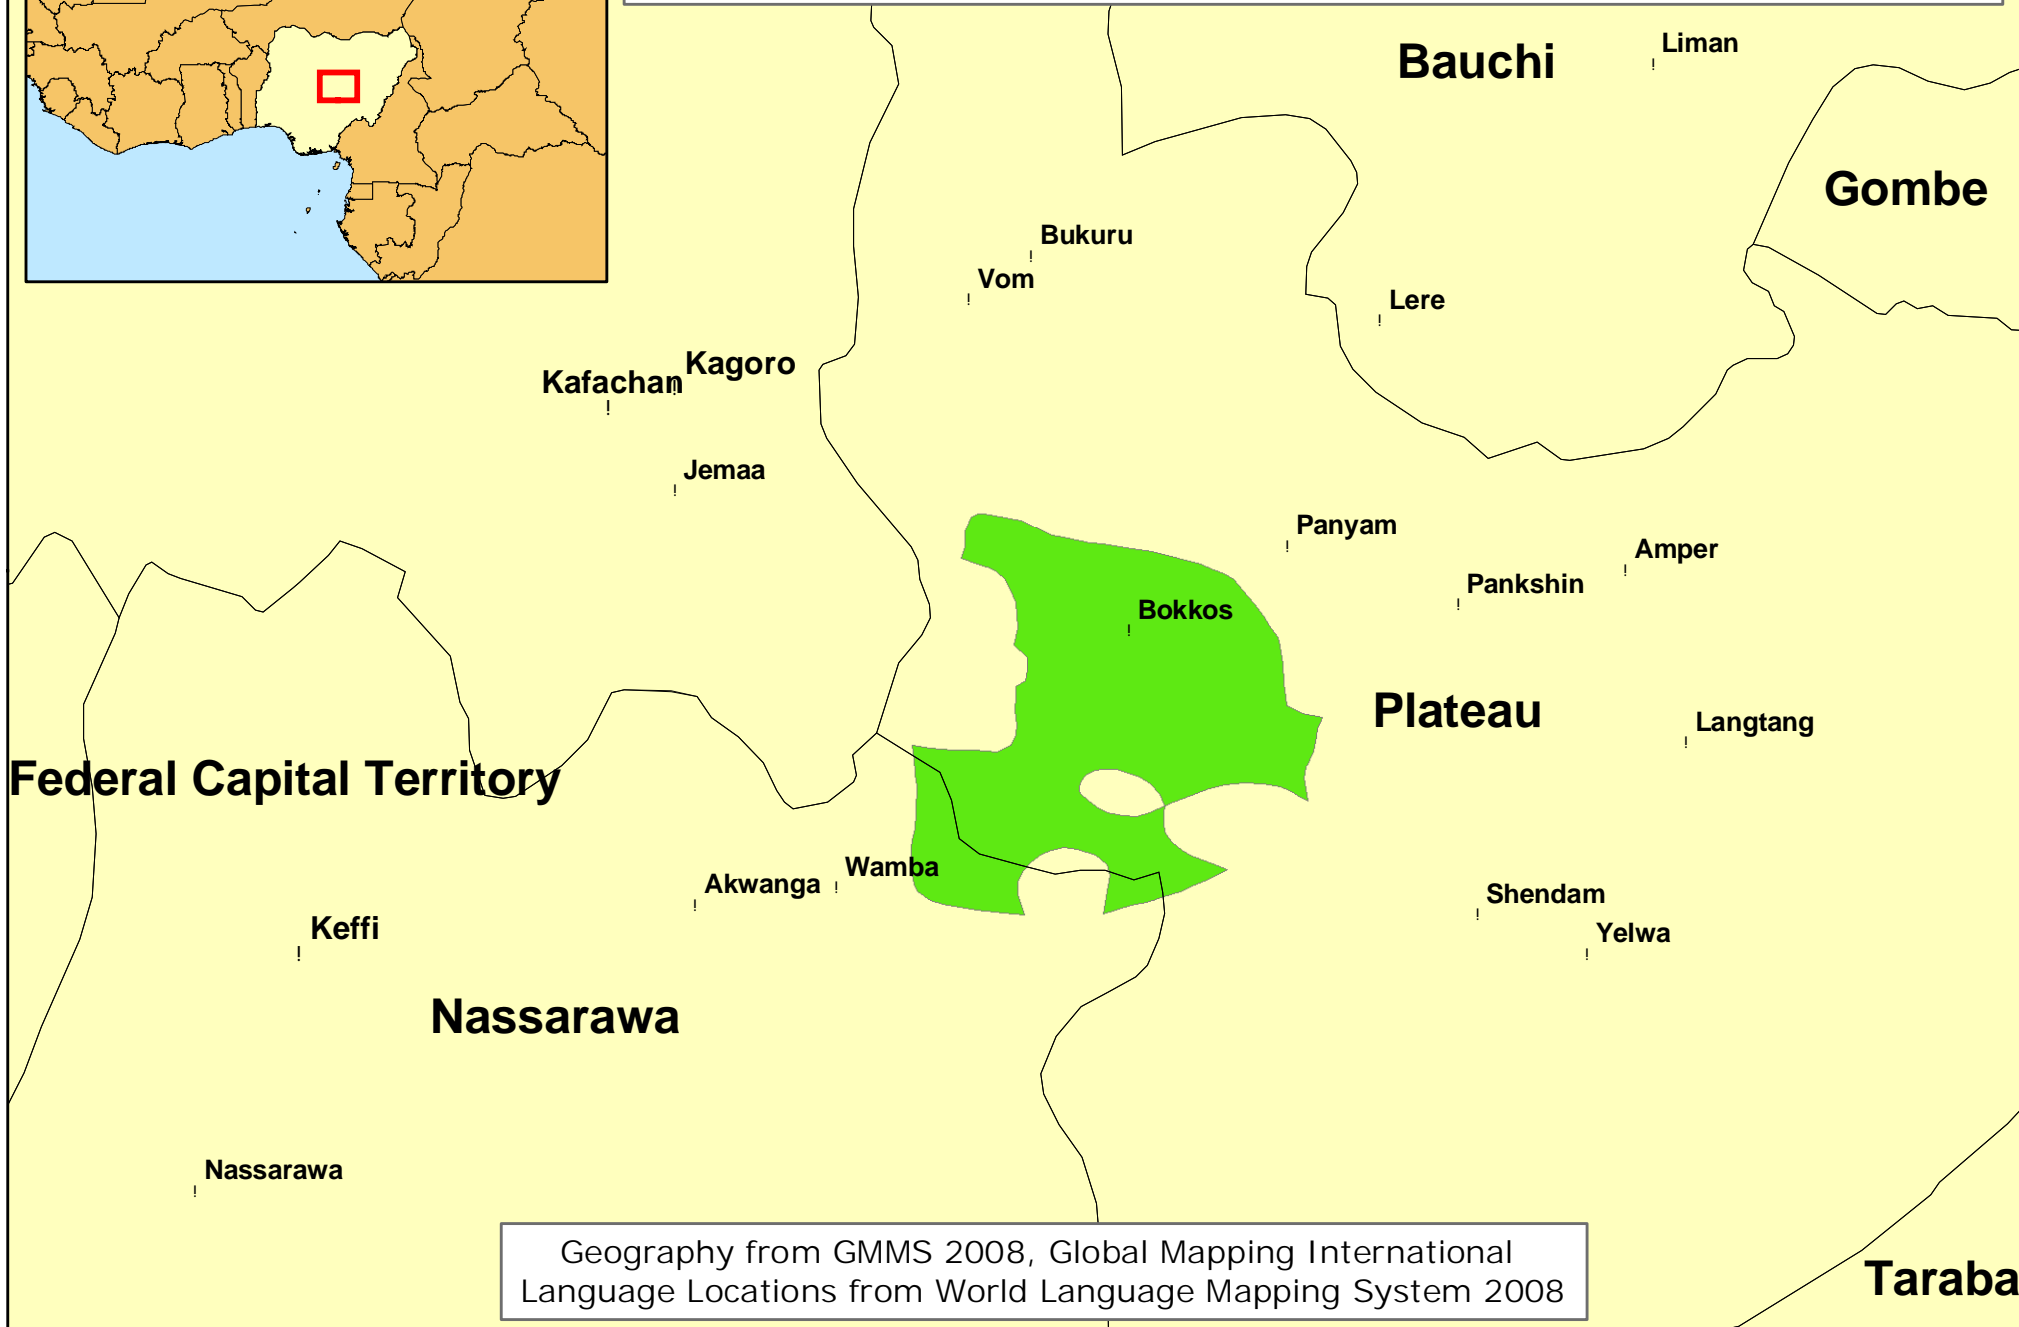 Liman
Bauchi
Gombe
Bukuru
Vom
Lere
Kagoro
Kafachan
Jemaa
Panyam
Amper
Pankshin
Bokkos
Plateau
Langtang
Federal Capital Territory
Wamba
Akwanga
Shendam
Keffi
Yelwa
Nassarawa
Nassarawa
Geography from GMMS 2008, Global Mapping International
Language Locations from World Language Mapping System 2008
Taraba